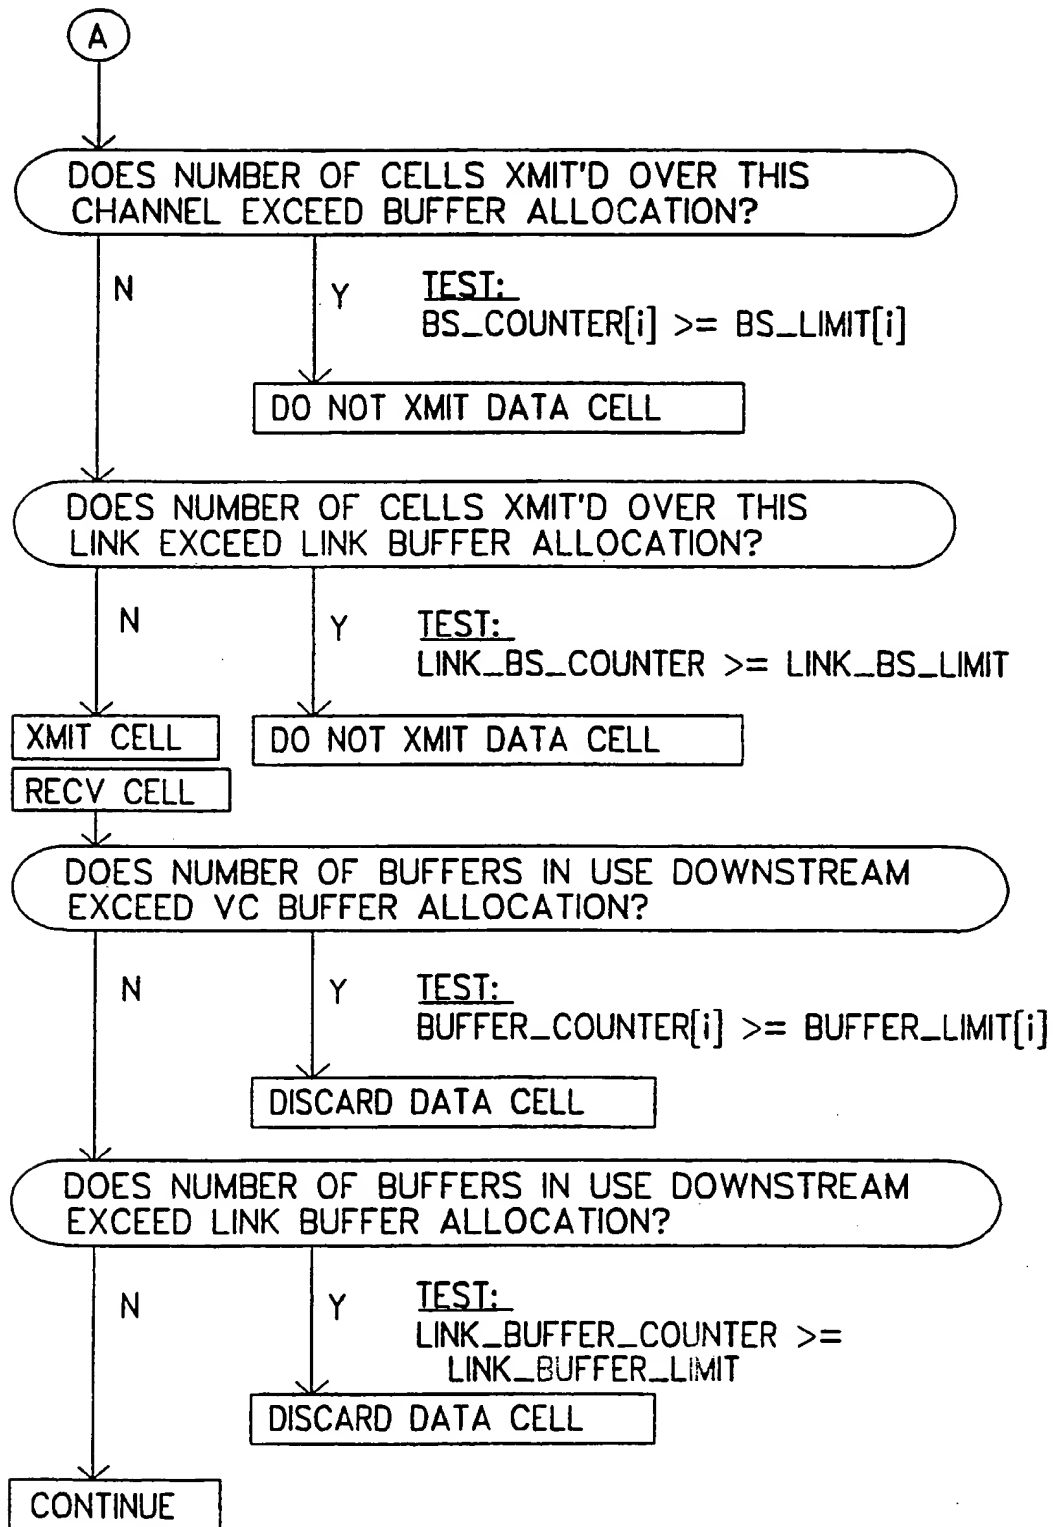 A
DOES NUMBER OF CELLS XMIT'D OVER THIS
CHANNEL EXCEED BUFFER ALLOCATION?
N
Y
TEST:
BS_COUNTER[i] >= BS_LIMIT[i]
DO NOT XMIT DATA CELL
DOES NUMBER OF CELLS XMIT'D OVER THIS
LINK EXCEED LINK BUFFER ALLOCATION?
N
Y
TEST:
LINK_BS_COUNTER >= LINK_BS_LIMIT
XMIT CELL
DO NOT XMIT DATA CELL
RECV CELL
DOES NUMBER OF BUFFERS IN USE DOWNSTREAM
EXCEED VC BUFFER ALLOCATION?
N
Y
TEST:
BUFFER_COUNTER[i] >= BUFFER_LIMIT[i]
DISCARD DATA CELL
DOES NUMBER OF BUFFERS IN USE DOWNSTREAM
EXCEED LINK BUFFER ALLOCATION?
N
Y
TEST:
LINK_BUFFER_COUNTER >=
LINK_BUFFER_LIMIT
DISCARD DATA CELL
CONTINUE